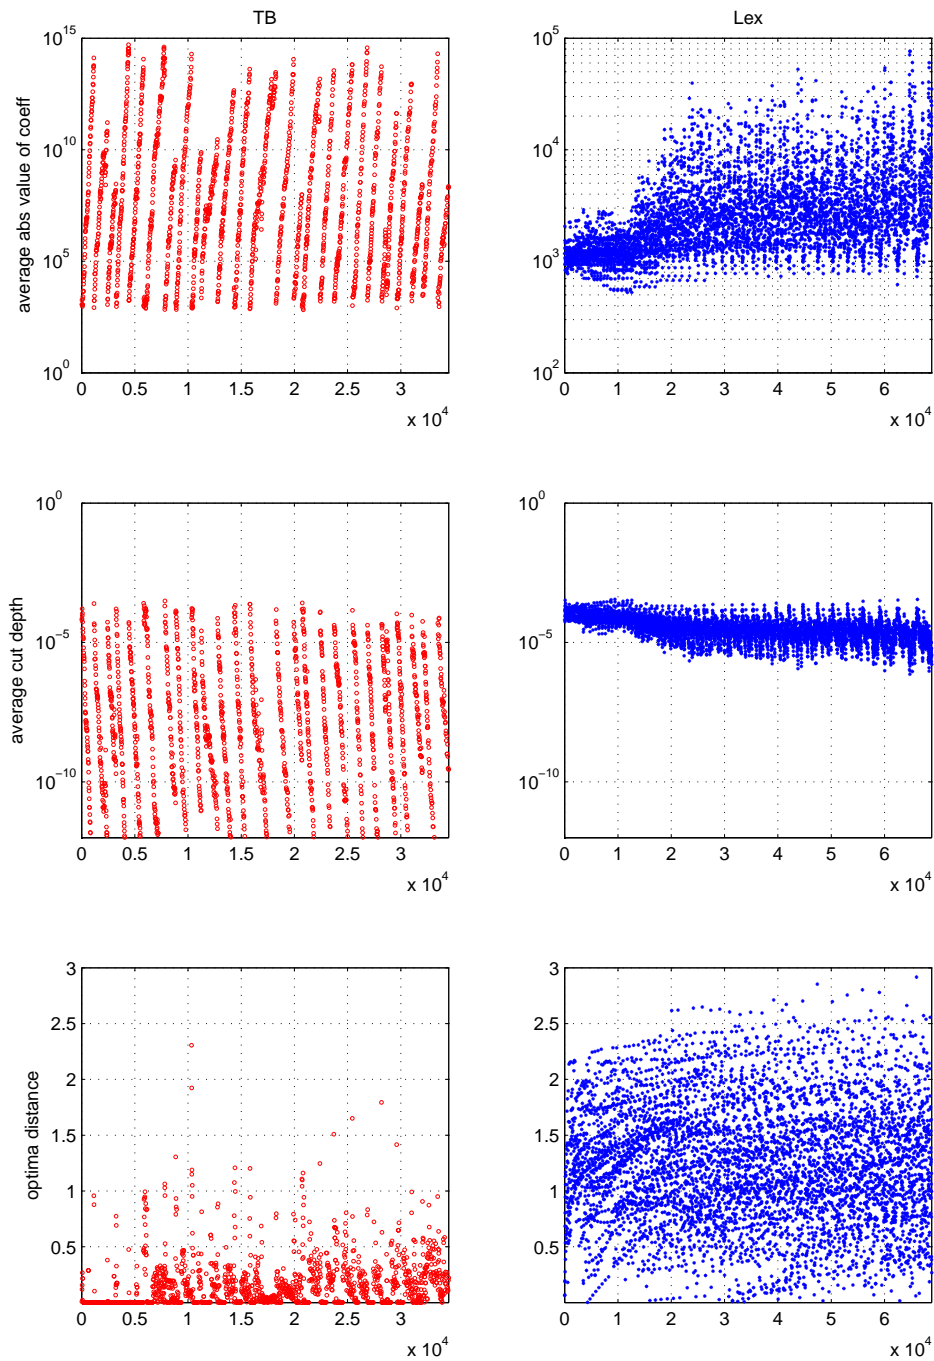 TB
Lex
average abs value of coeff
10^15
10^10
10^5
10^0
0 0.5 1 1.5 2 2.5 3
x 10^4
10^5
10^4
10^3
10^2
0 1 2 3 4 5 6
x 10^4
average cut depth
10^0
10^−5
10^−10
0 0.5 1 1.5 2 2.5 3
x 10^4
10^0
10^−5
10^−10
0 1 2 3 4 5 6
x 10^4
optima distance
3
2.5
2
1.5
1
0.5
0 0.5 1 1.5 2 2.5 3
x 10^4
3
2.5
2
1.5
1
0.5
0 1 2 3 4 5 6
x 10^4